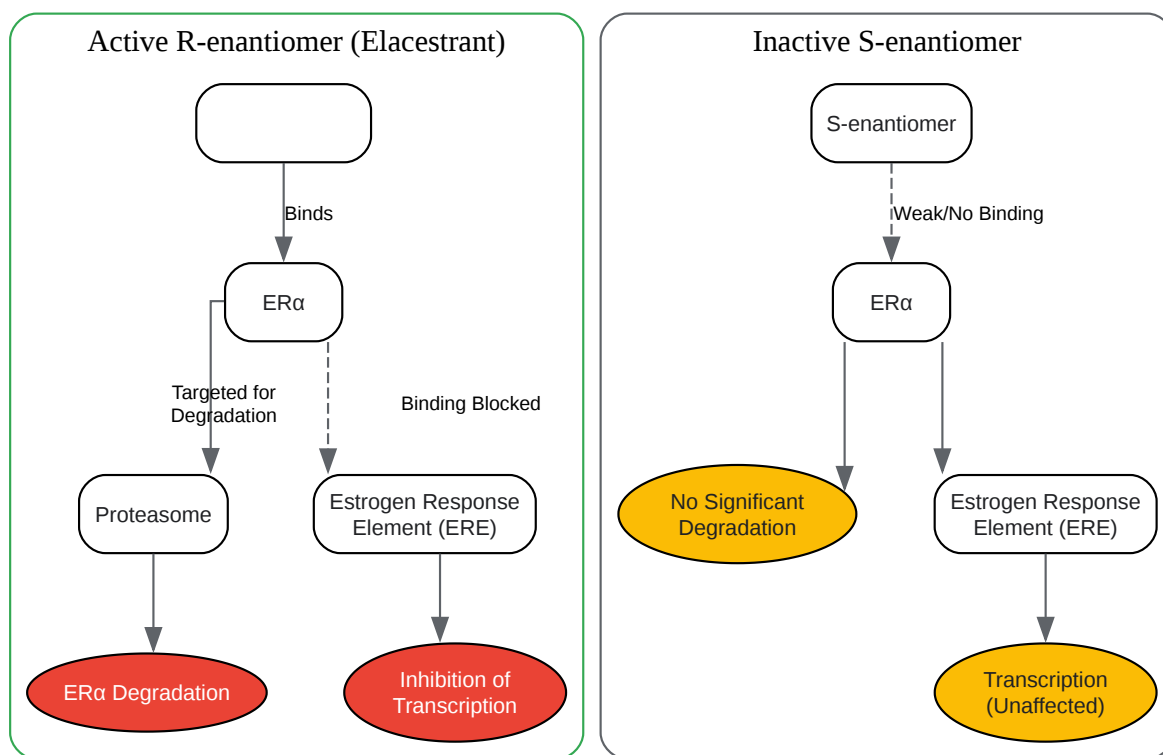 Active R-enantiomer (Elacestrant)
Binds
ERα
Targeted for
Degradation
Binding Blocked
Proteasome
Estrogen Response
Element (ERE)
ERα Degradation
Inhibition of
Transcription
Inactive S-enantiomer
S-enantiomer
Weak/No Binding
ERα
No Significant
Degradation
Estrogen Response
Element (ERE)
Transcription
(Unaffected)